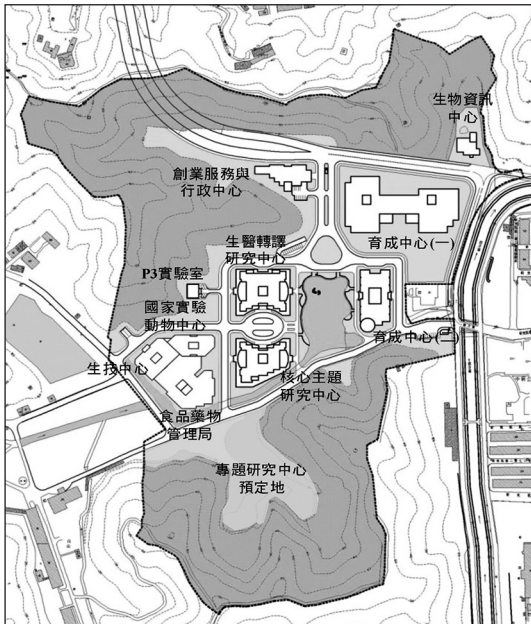 生物資訊
中心
創業服務與
行政中心
生醫轉譯
研究中心
育成中心(一)
P3實驗室
國家實驗
動物中心
育成中心(二)
生技中心
核心主題
研究中心
食品藥物
管理局
專題研究中心
預定地